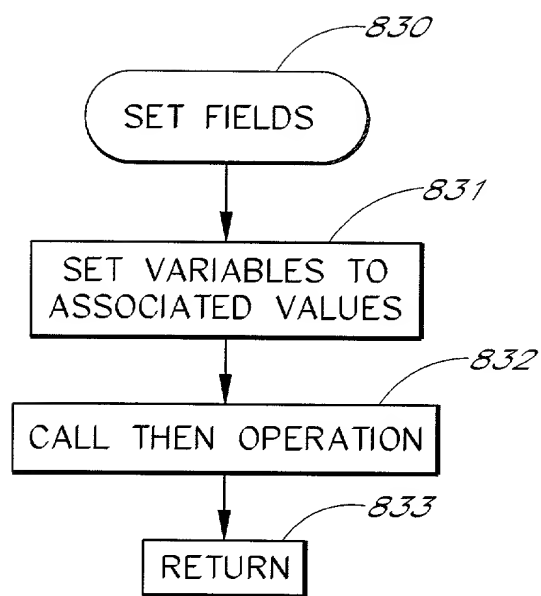 830
SET FIELDS
831
SET VARIABLES TO
ASSOCIATED VALUES
832
CALL THEN OPERATION
833
RETURN